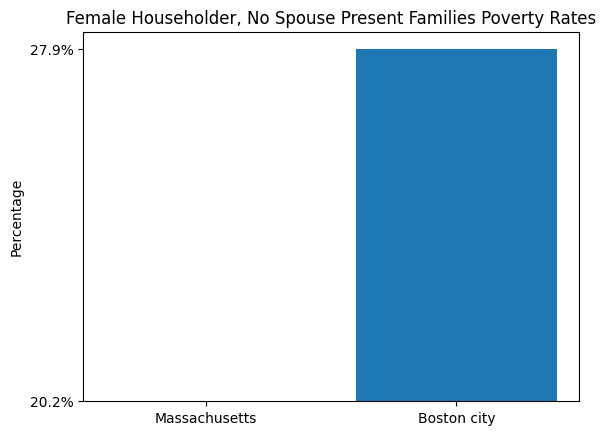 Female Householder, No Spouse Present Families Poverty Rates
27.9%
Percentage
20.2%
Massachusetts Boston city